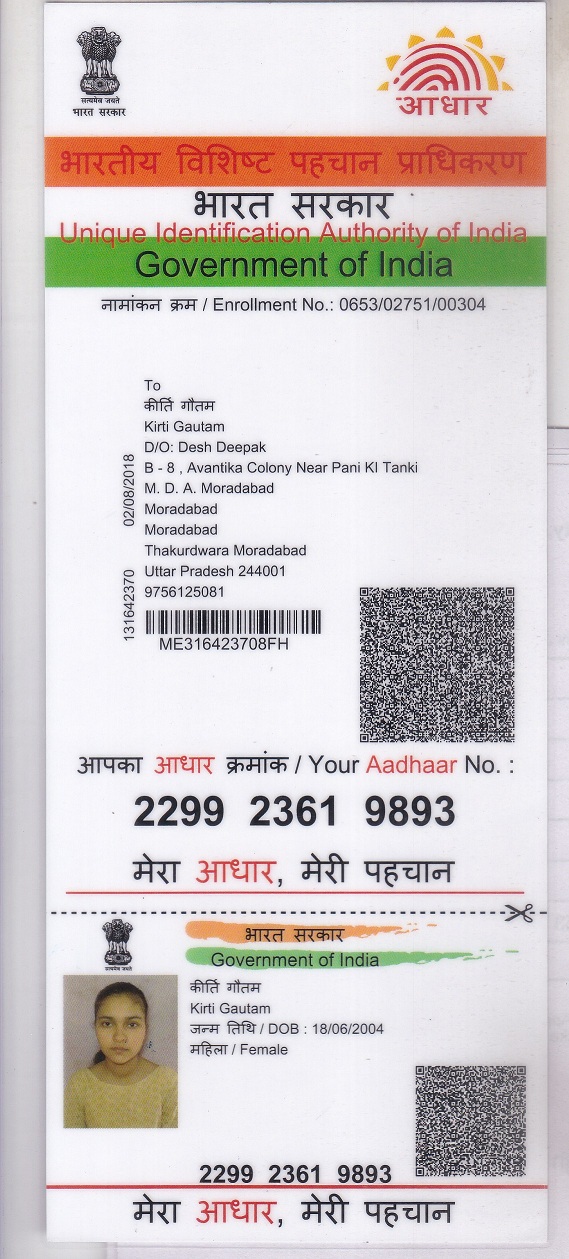 सत्यमेव जयते
भारत सरकार
आधार
भारतीय विशिष्ट पहचान प्राधिकरण
भारत सरकार
Unique Identification Authority of India
Government of India
नामांकन क्रम / Enrollment No.: 0653/02751/00304
To
कीर्ति गौतम
Kirti Gautam
D/O: Desh Deepak
B - 8 , Avantika Colony Near Pani KI Tanki
M. D. A. Moradabad
Moradabad
Moradabad
Thakurdwara Moradabad
Uttar Pradesh 244001
9756125081
131642370 02/08/2018
ME316423708FH
आपका आधार क्रमांक / Your Aadhaar No. :
2299 2361 9893
मेरा आधार, मेरी पहचान
सत्यमेव जयते
भारत सरकार
Government of India
कीर्ति गौतम
Kirti Gautam
जन्म तिथि / DOB : 18/06/2004
महिला / Female
2299 2361 9893
मेरा आधार, मेरी पहचान